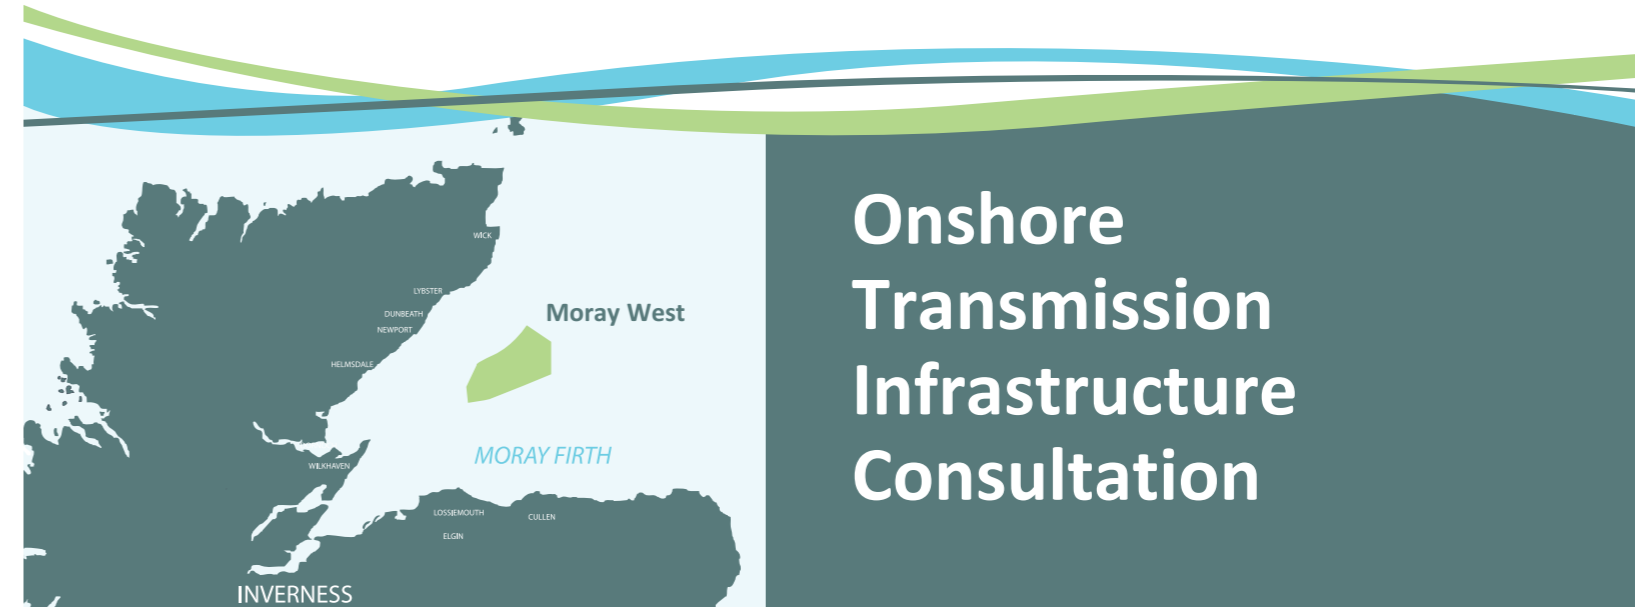 WICK
LYBSTER
DUNBEATH
NEWPORT
HELMSDALE
Moray West
MORAY FIRTH
WILKHAVEN
LOSSIEMOUTH
CULLEN
ELGIN
INVERNESS
Onshore
Transmission
Infrastructure
Consultation